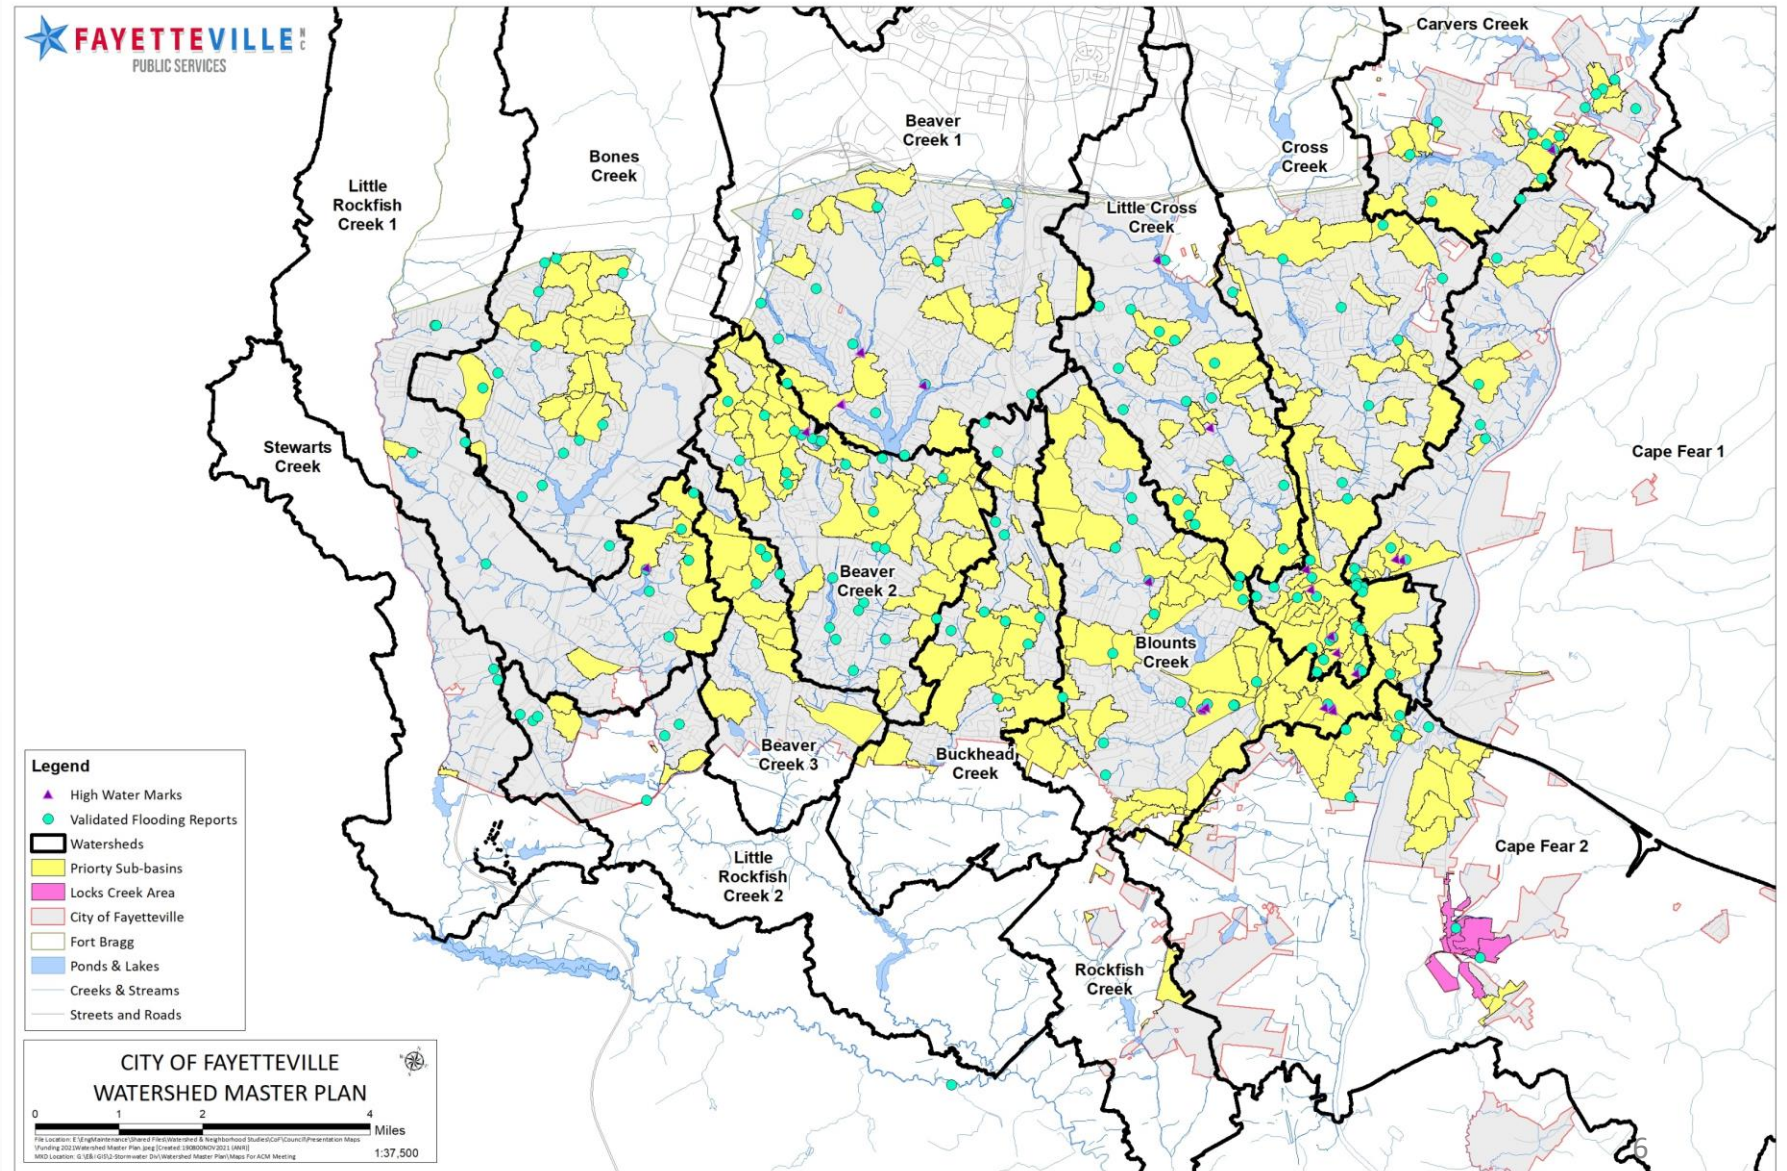 FAYETTEVILLE NC
PUBLIC SERVICES
Carvers Creek
Beaver
Creek 1
Bones
Creek
Cross
Creek
Little
Rockfish
Creek 1
Little Cross
Creek
Stewarts
Creek
Cape Fear 1
Beaver
Creek 2
Blounts
Creek
Beaver
Creek 3
Buckhead
Creek
Little
Rockfish
Creek 2
Cape Fear 2
Rockfish
Creek
Legend
High Water Marks
Validated Flooding Reports
Watersheds
Priorty Sub-basins
Locks Creek Area
City of Fayetteville
Fort Bragg
Ponds & Lakes
Creeks & Streams
Streets and Roads
CITY OF FAYETTEVILLE
WATERSHED MASTER PLAN
0 1 2 4
Miles
1:37,500
6